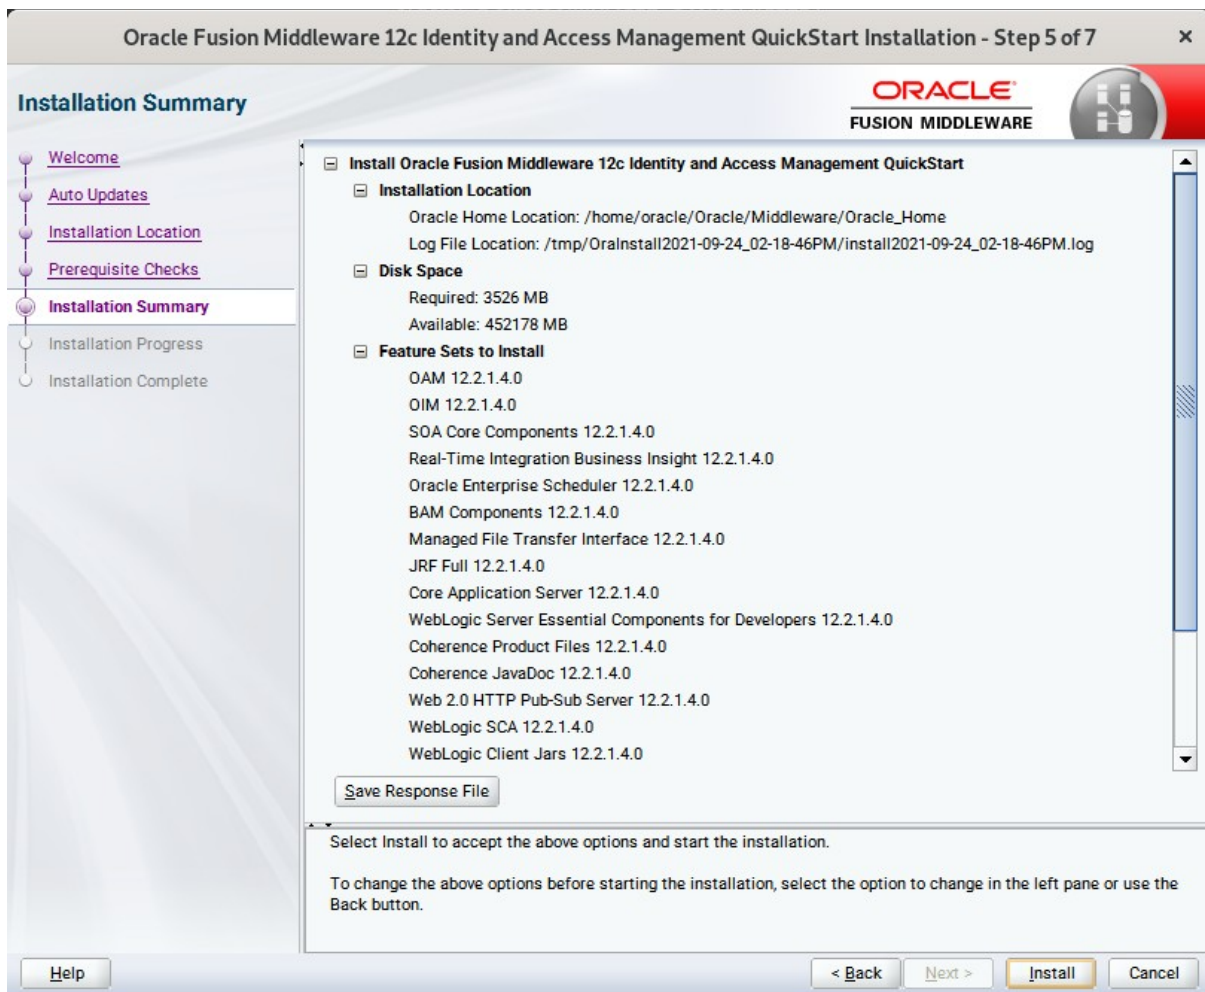 Oracle Fusion Middleware 12c Identity and Access Management QuickStart Installation - Step 5 of 7
Installation Summary
ORACLE
FUSION MIDDLEWARE
Welcome
Auto Updates
Installation Location
Prerequisite Checks
Installation Summary
Installation Progress
Installation Complete
Install Oracle Fusion Middleware 12c Identity and Access Management QuickStart
Installation Location
Oracle Home Location: /home/oracle/Oracle/Middleware/Oracle_Home
Log File Location: /tmp/OraInstall2021-09-24_02-18-46PM/install2021-09-24_02-18-46PM.log
Disk Space
Required: 3526 MB
Available: 452178 MB
Feature Sets to Install
OAM 12.2.1.4.0
OIM 12.2.1.4.0
SOA Core Components 12.2.1.4.0
Real-Time Integration Business Insight 12.2.1.4.0
Oracle Enterprise Scheduler 12.2.1.4.0
BAM Components 12.2.1.4.0
Managed File Transfer Interface 12.2.1.4.0
JRF Full 12.2.1.4.0
Core Application Server 12.2.1.4.0
WebLogic Server Essential Components for Developers 12.2.1.4.0
Coherence Product Files 12.2.1.4.0
Coherence JavaDoc 12.2.1.4.0
Web 2.0 HTTP Pub-Sub Server 12.2.1.4.0
WebLogic SCA 12.2.1.4.0
WebLogic Client Jars 12.2.1.4.0
Save Response File
Select Install to accept the above options and start the installation.
To change the above options before starting the installation, select the option to change in the left pane or use the
Back button.
Help
< Back
Next >
Install
Cancel